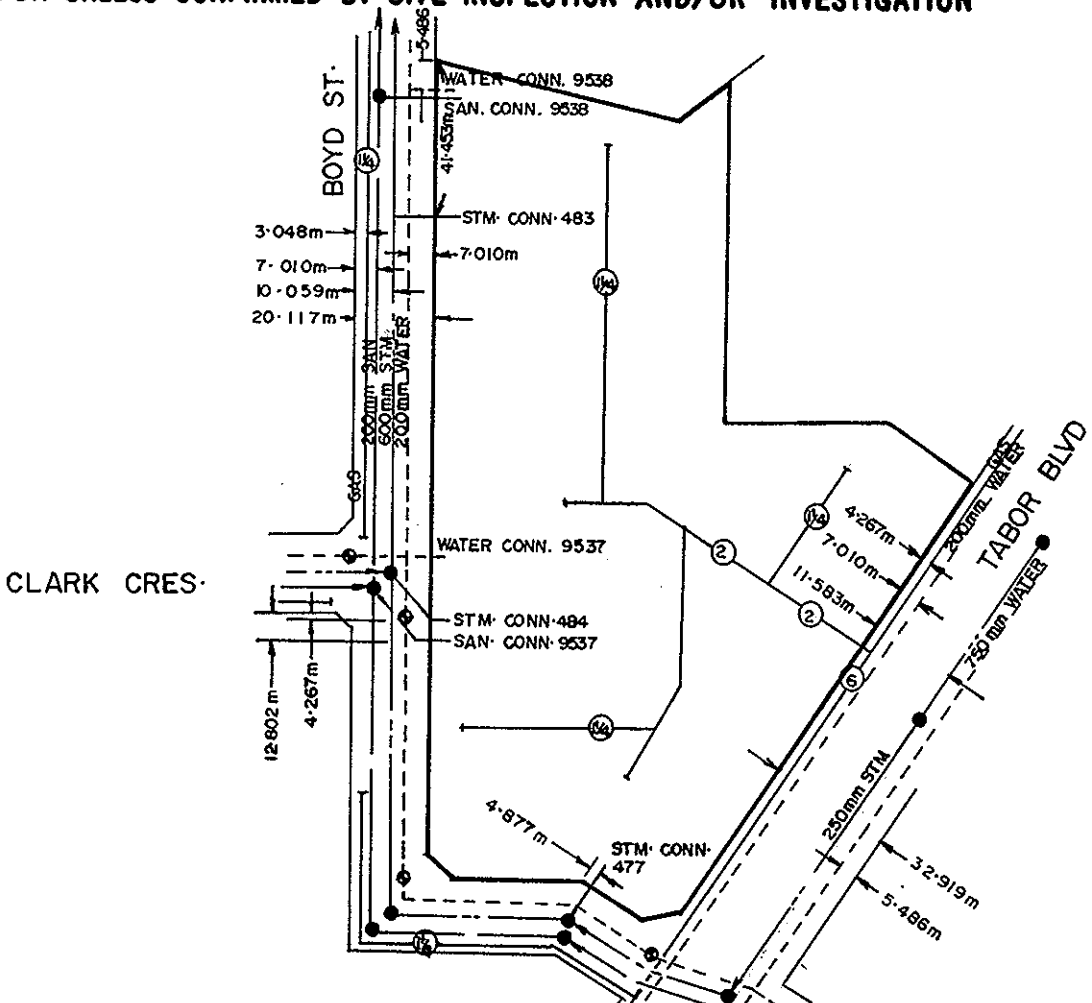 UNLESS CONFIRMED BY SITE INSPECTION AND/OR INVESTIGATION
5·486
WATER CONN. 9538
SAN. CONN. 9538
BOYD ST·
41·453m
1¼
STM· CONN·483
3·048m
7·010m
7·010m
10·059m
20·117m
1¼
200mm SAN
600mm STM
200mm WATER
GAS
GAS
200mm WATER
TABOR BLVD
1¼
4·267m
7·010m
11·583m
2
2
WATER CONN. 9537
CLARK CRES·
STM· CONN·484
SAN· CONN·9537
750mm WATER
6
12·802m
4·267m
1¼
250mm STM
4·877m
STM· CONN·
477
32·919m
5·486m